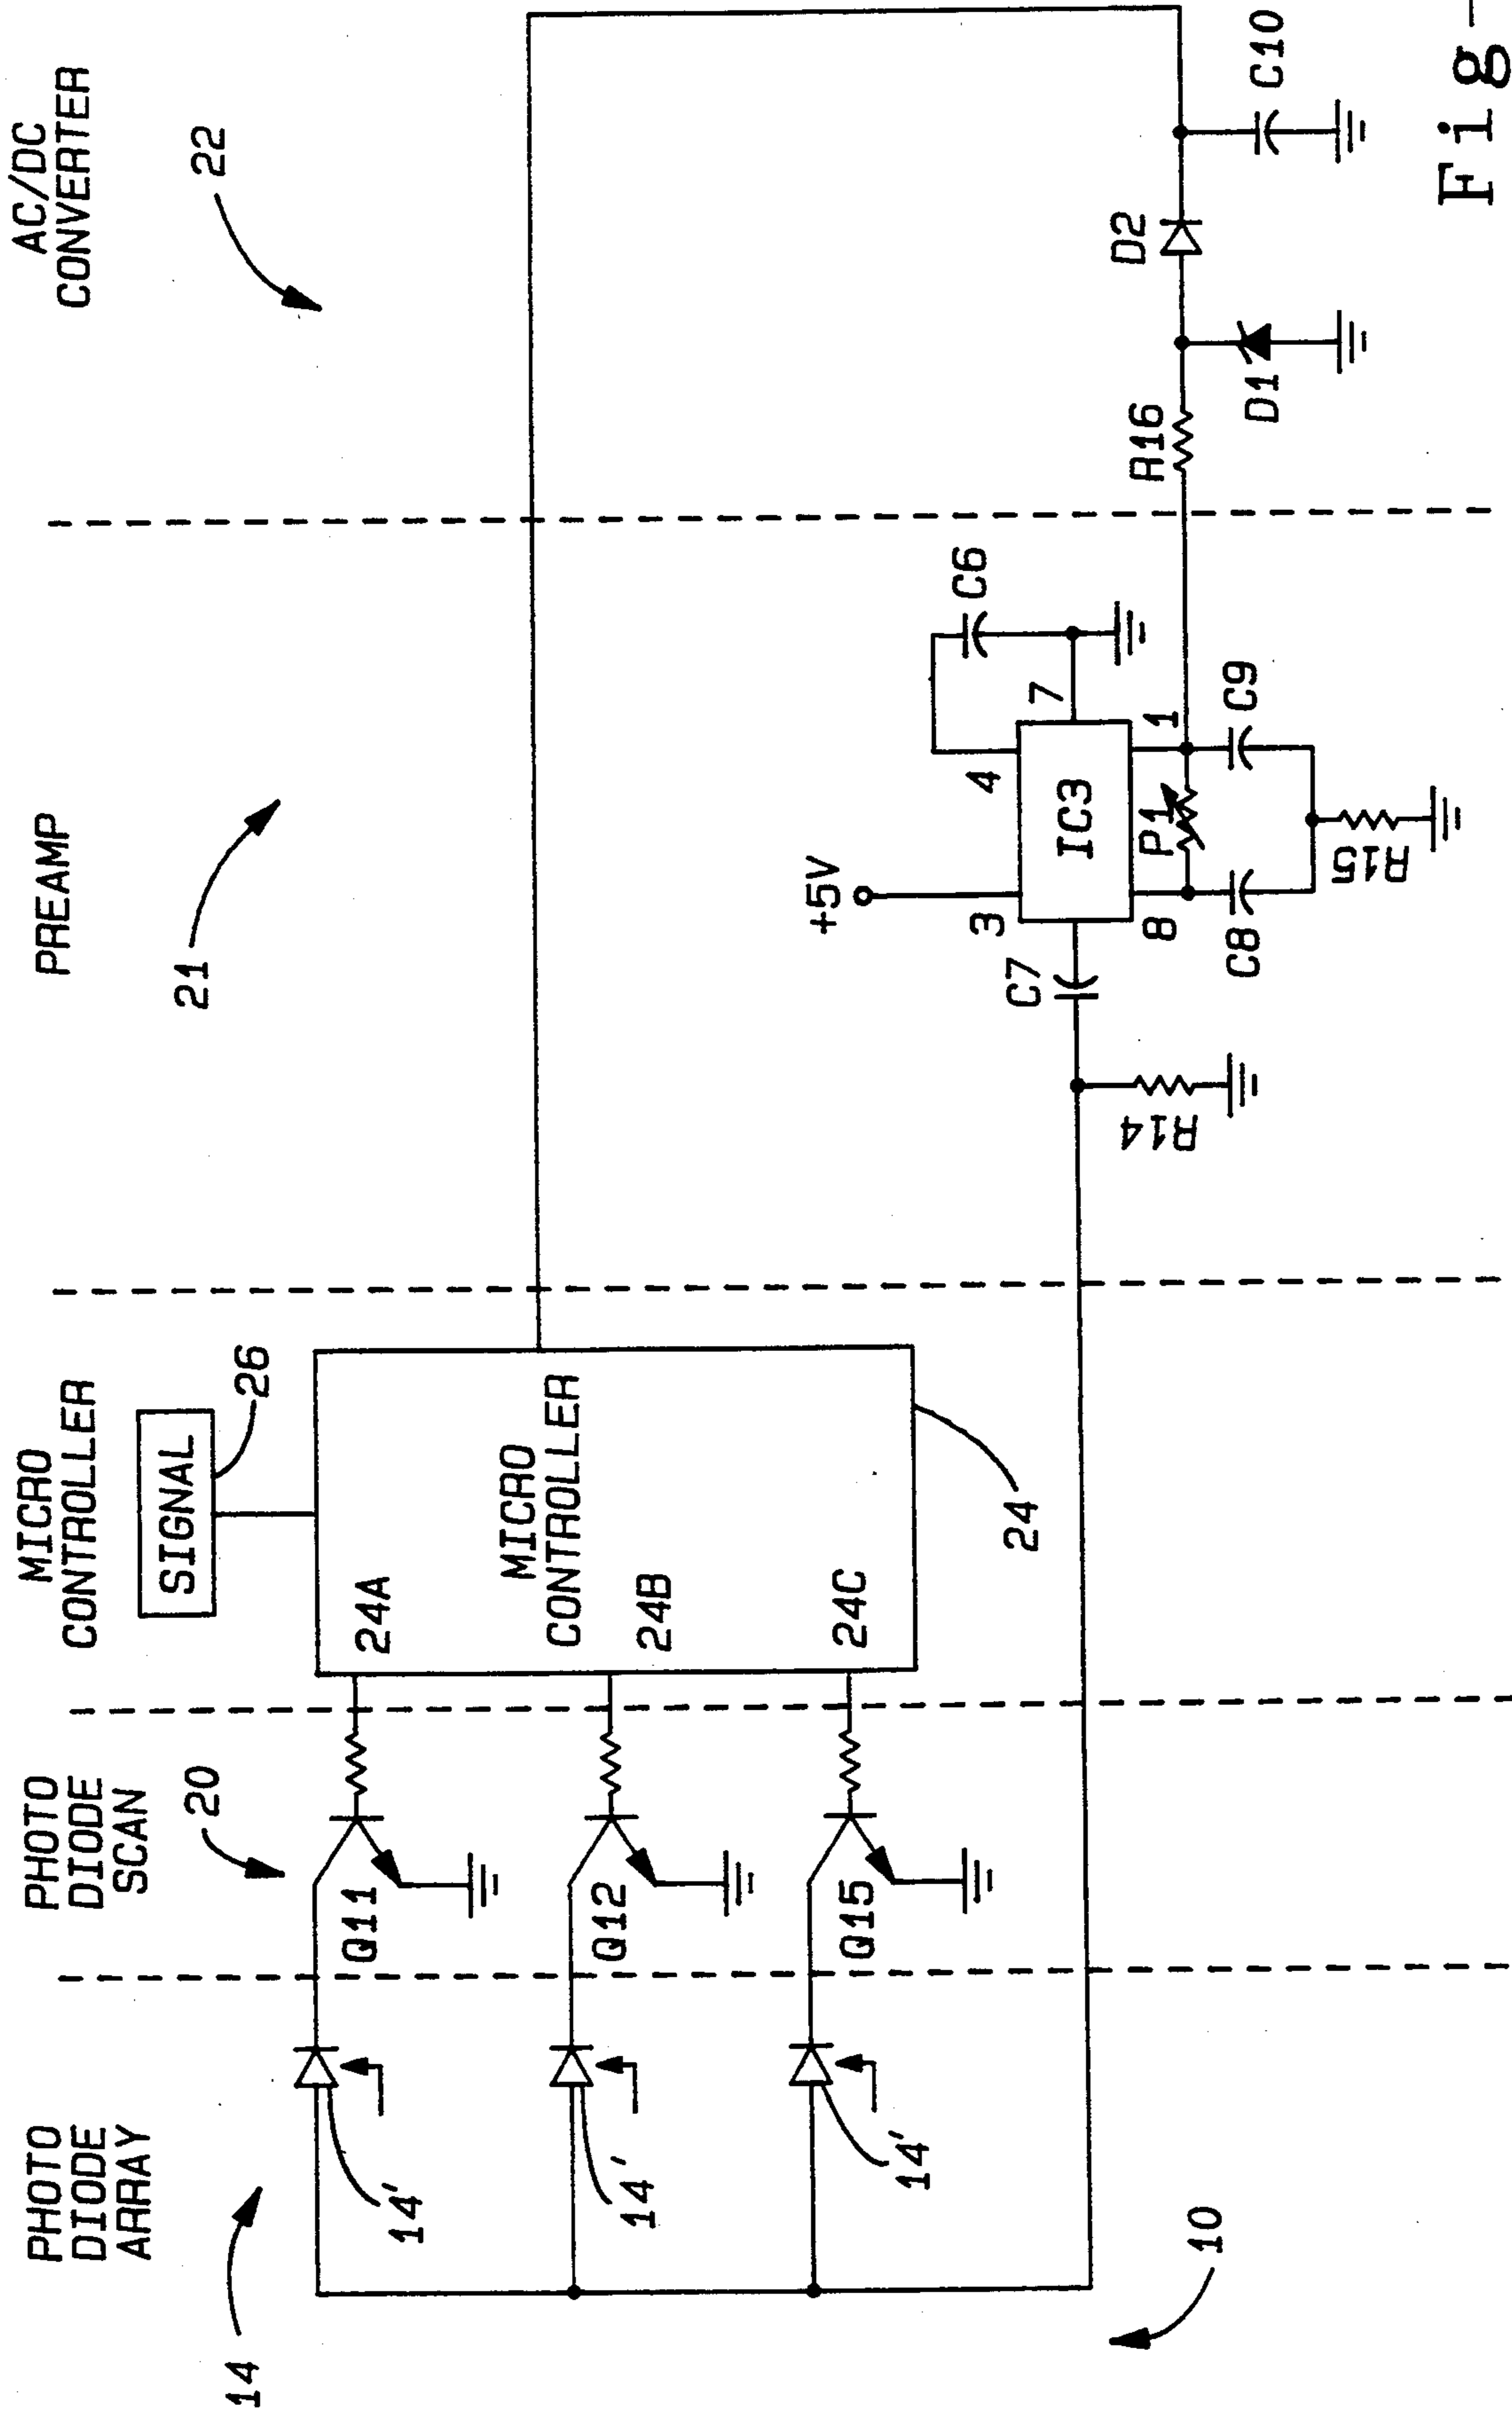 PHOTO
DIODE
ARRAY
PHOTO
DIODE
SCAN
MICRO
CONTROLLER
PREAMP
AC/DC
CONVERTER
14
20
SIGNAL
26
21
22
14'
14'
14'
Q11
Q12
Q15
24A
MICRO
CONTROLLER
24B
24C
24
10
R14
C7
+5V
3
4
IC3
7
C6
8
P1
1
C8
C9
R15
R16
D1
D2
C10
Fig-